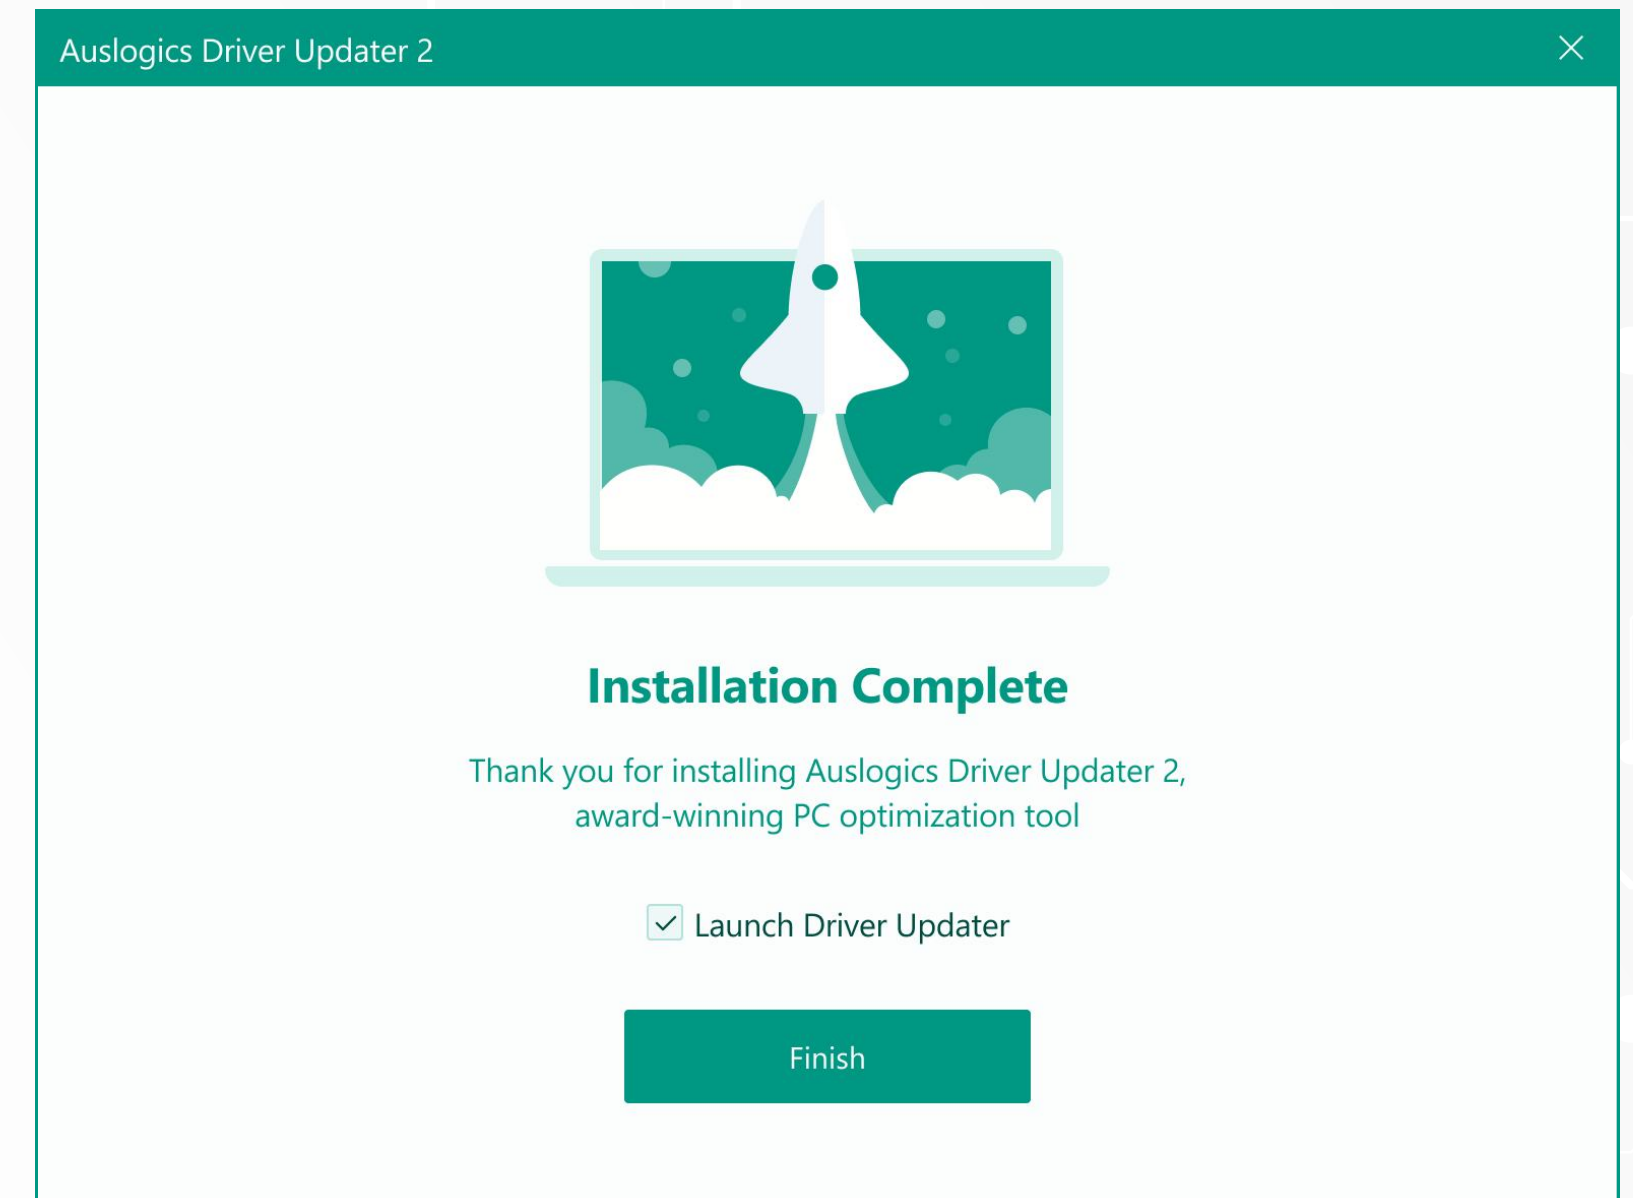 Auslogics Driver Updater 2
Installation Complete
Thank you for installing Auslogics Driver Updater 2,
award-winning PC optimization tool
Launch Driver Updater
Finish